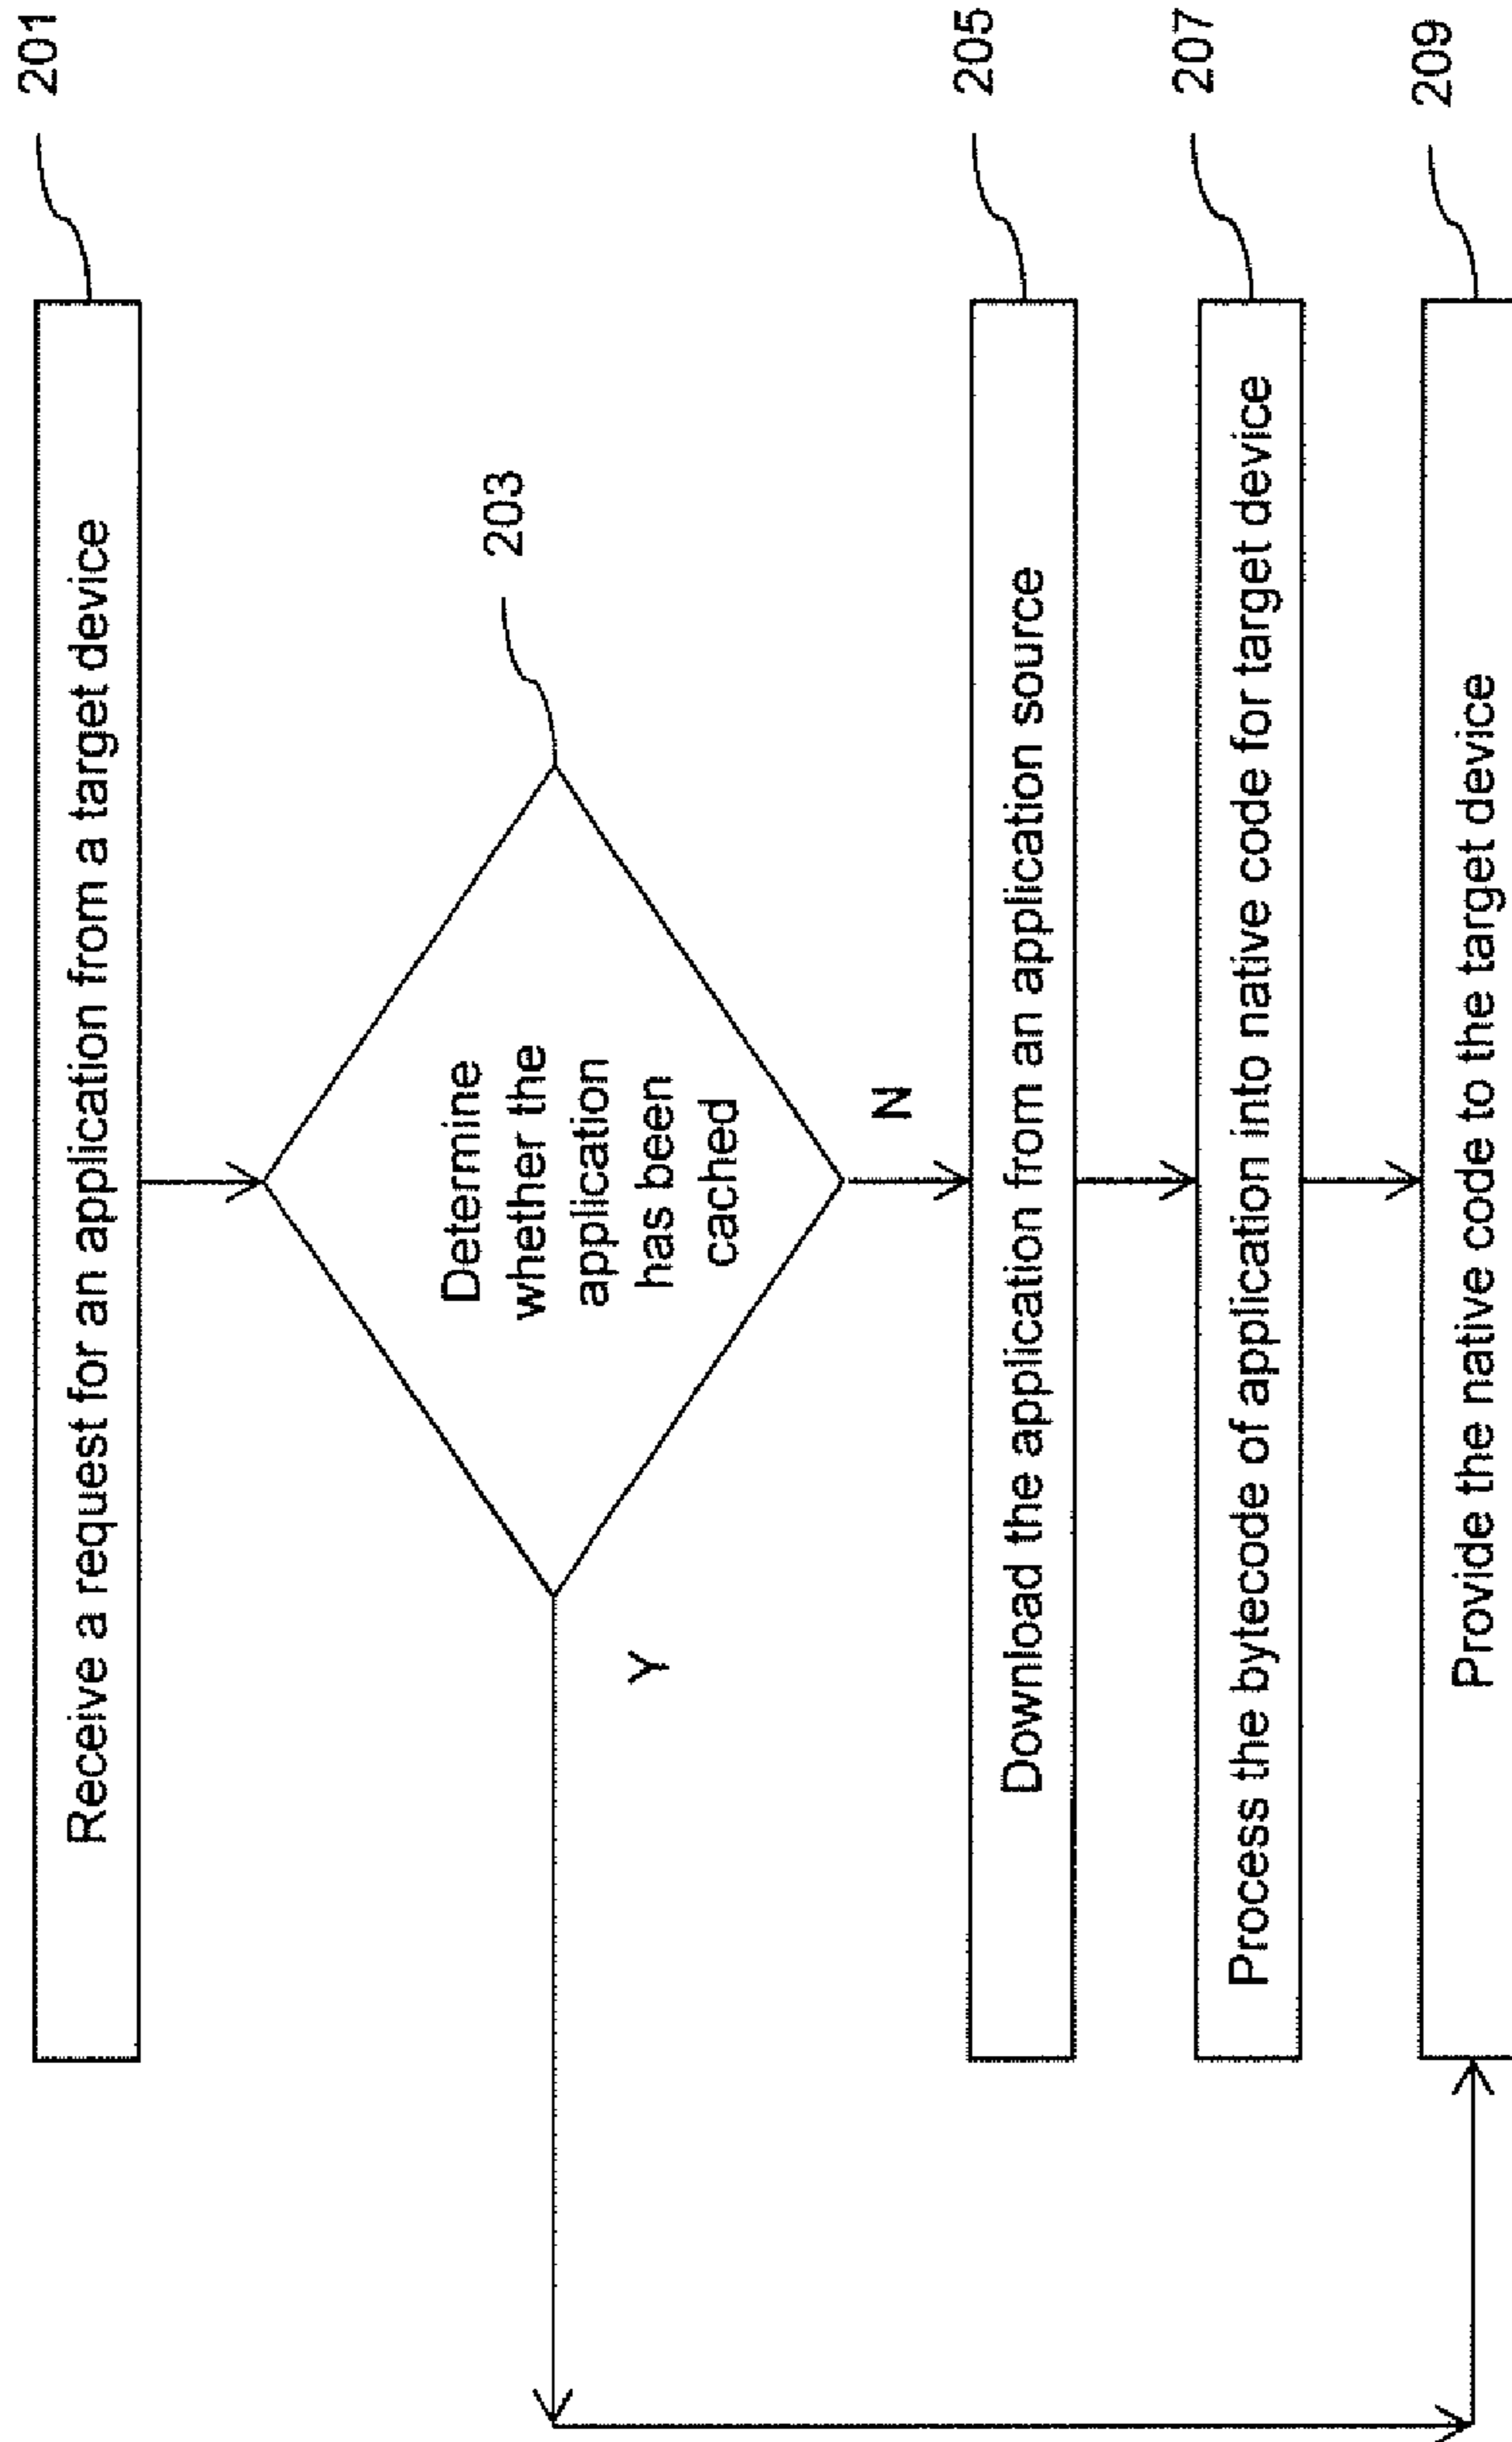 Receive a request for an application from a target device
201
Determine
whether the
application
has been
cached
203
Y
N
Download the application from an application source
205
Process the bytecode of application into native code for target device
207
Provide the native code to the target device
209